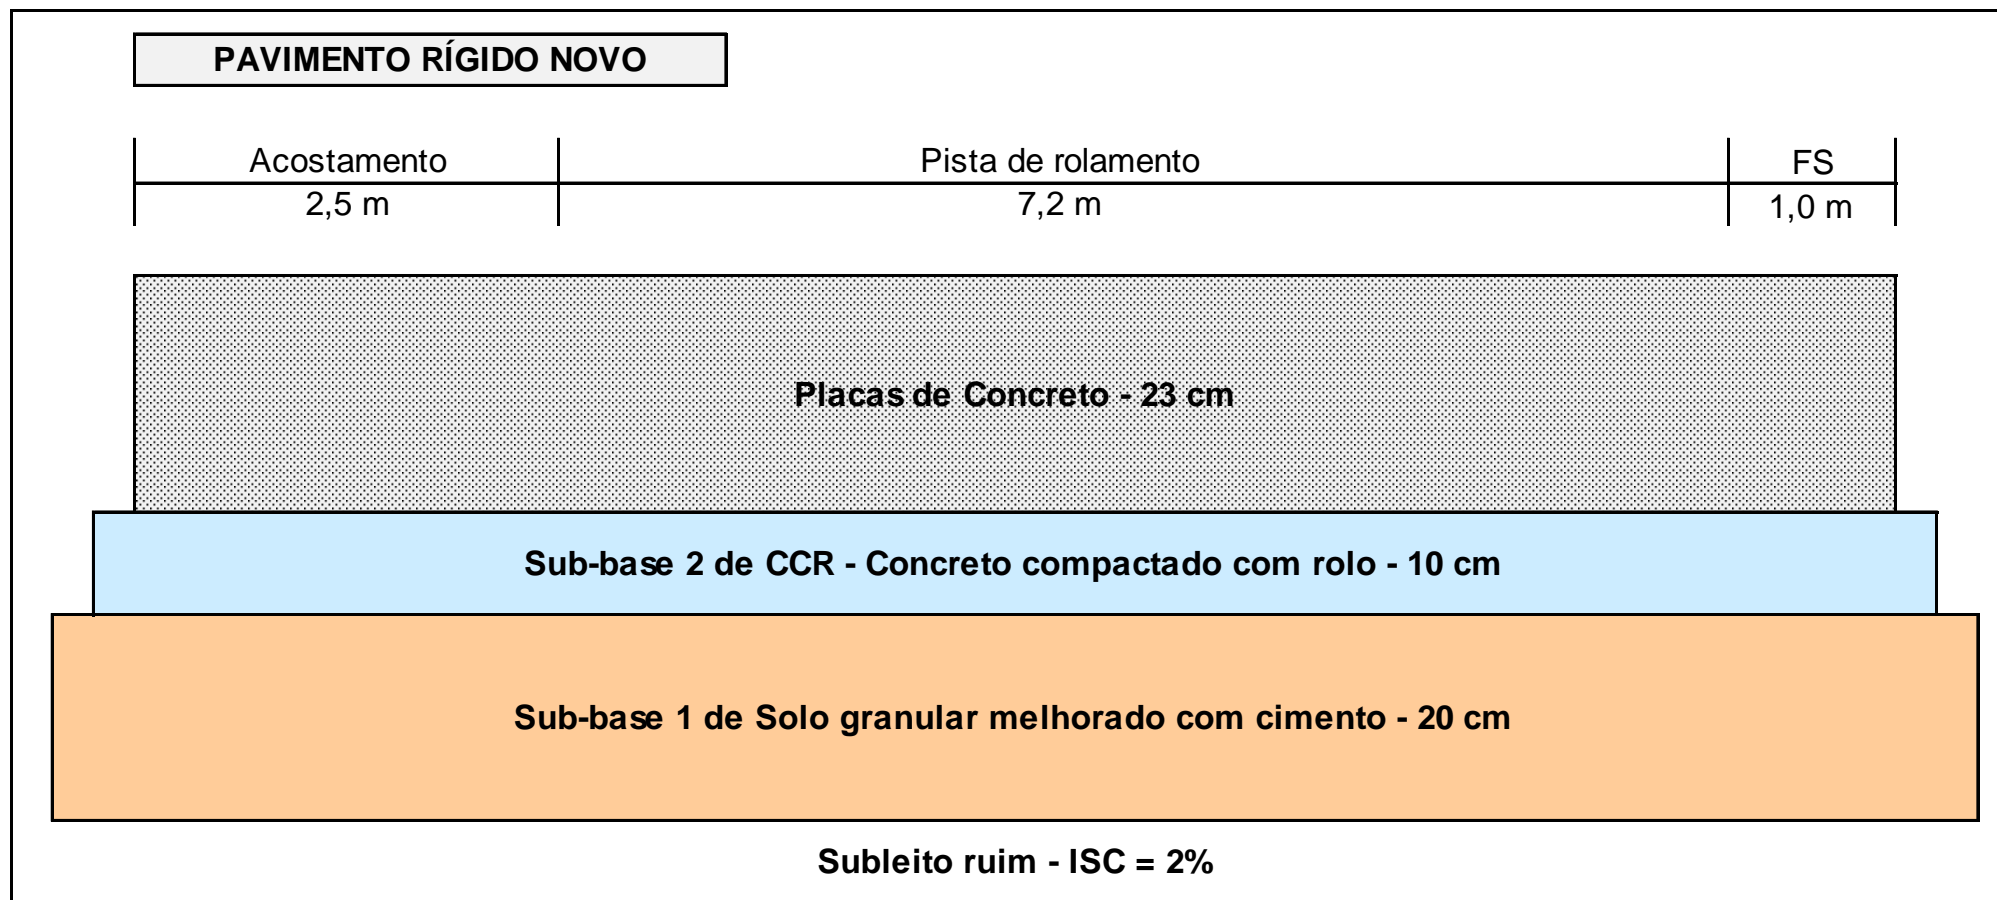 PAVIMENTO RÍGIDO NOVO
Acostamento
Pista de rolamento
FS
2,5 m
7,2 m
1,0 m
Placas de Concreto - 23 cm
Sub-base 2 de CCR - Concreto compactado com rolo - 10 cm
Sub-base 1 de Solo granular melhorado com cimento - 20 cm
Subleito ruim - ISC = 2%